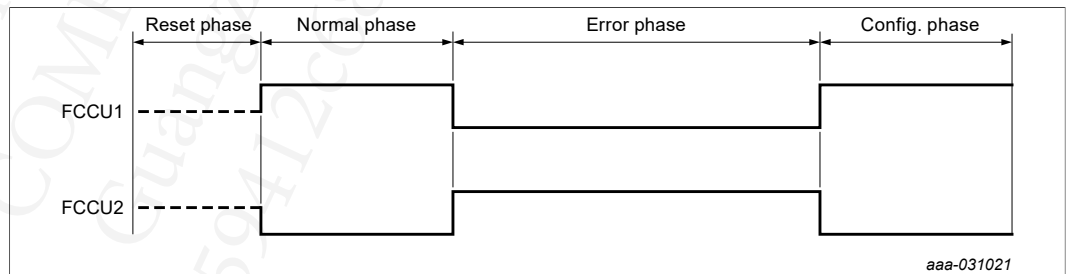 Reset phase Normal phase Error phase Config. phase
FCCU1
FCCU2
aaa-031021